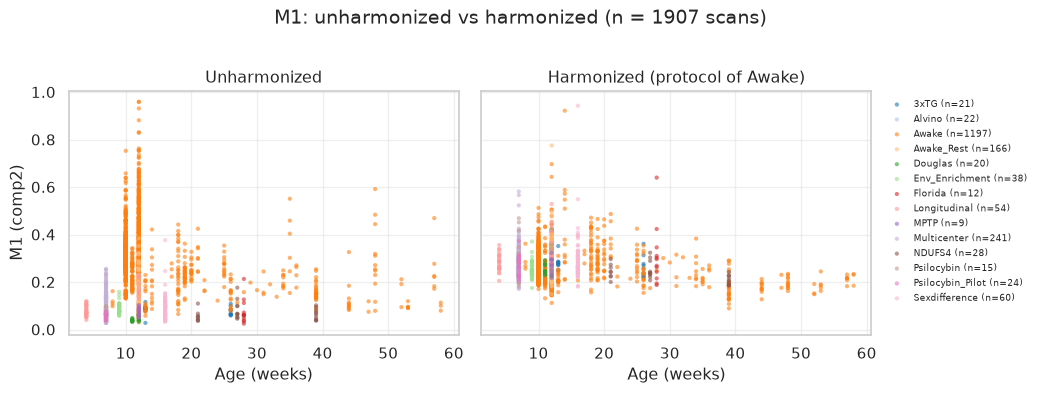 M1: unharmonized vs harmonized (n = 1907 scans)
Unharmonized
Harmonized (protocol of Awake)
M1 (comp2)
1.0
0.8
0.6
0.4
0.2
0.0
10 20 30 40 50 60
10 20 30 40 50 60
Age (weeks)
Age (weeks)
3xTG (n=21)
Alvino (n=22)
Awake (n=1197)
Awake_Rest (n=166)
Douglas (n=20)
Env_Enrichment (n=38)
Florida (n=12)
Longitudinal (n=54)
MPTP (n=9)
Multicenter (n=241)
NDUFS4 (n=28)
Psilocybin (n=15)
Psilocybin_Pilot (n=24)
Sexdifference (n=60)